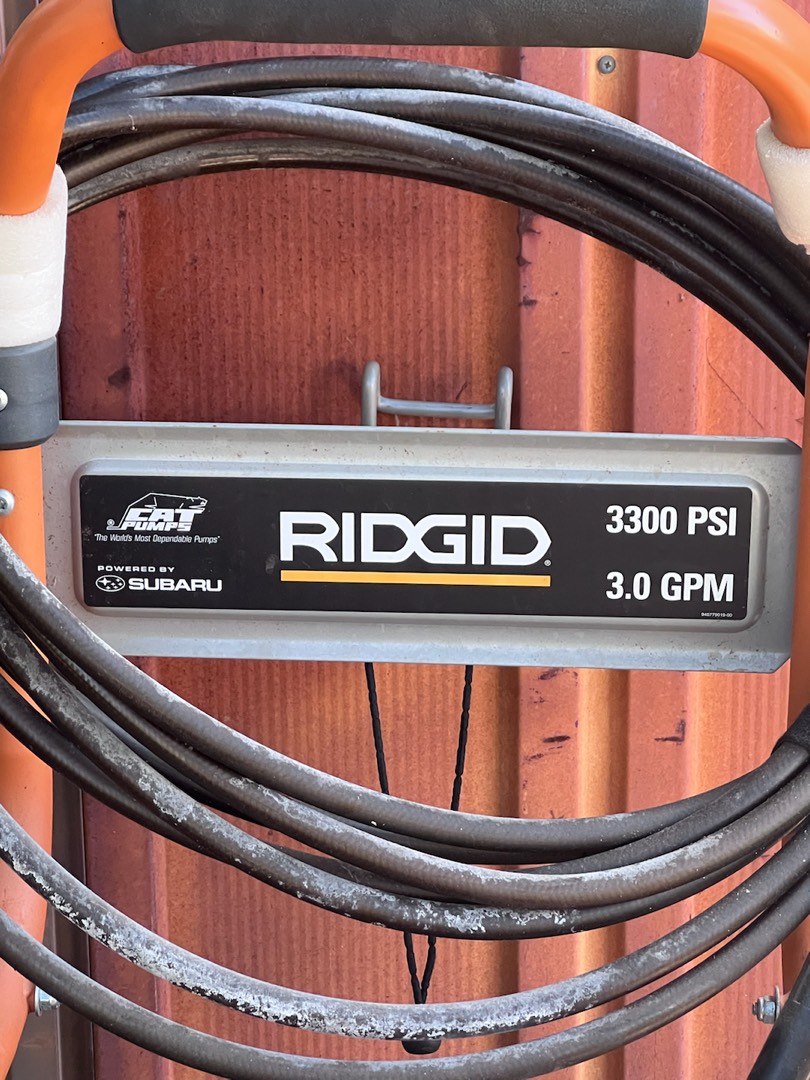 CAT
PUMPS
®
"The World's Most Dependable Pumps"
POWERED BY
SUBARU
RIDGID®
3300 PSI
3.0 GPM